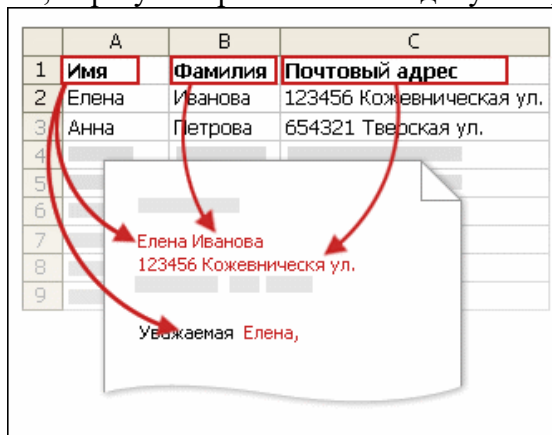 A B C
1 Имя Фамилия Почтовый адрес
2 Елена Иванова 123456 Кожевническая ул.
3 Анна Петрова 654321 Тверская ул.
4
5
6
7
8
9
Елена Иванова
123456 Кожевническя ул.
Уважаемая Елена,